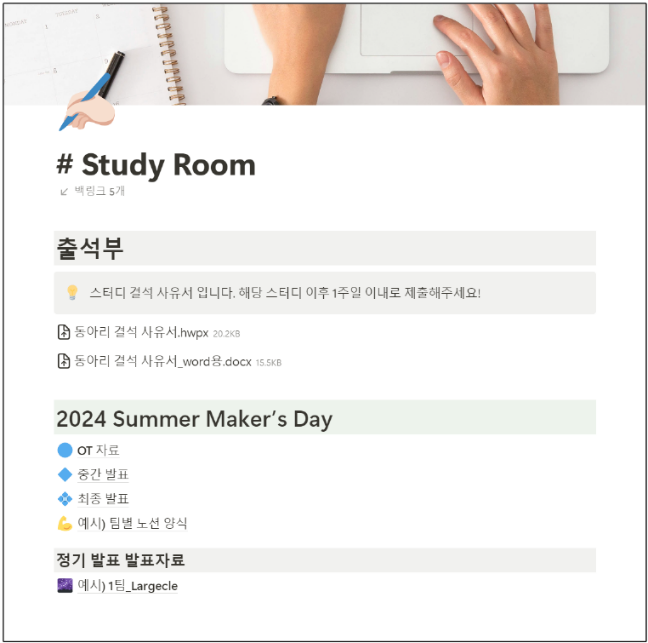 # Study Room
백링크 5개
출석부
스터디 결석 사유서 입니다. 해당 스터디 이후 1주일 이내로 제출해주세요!
동아리 결석 사유서.hwpx 20.2KB
동아리 결석 사유서_word용.docx 15.5KB
2024 Summer Maker's Day
OT 자료
중간 발표
최종 발표
예시) 팀별 노션 양식
정기 발표 발표자료
예시) 1팀_Largecle